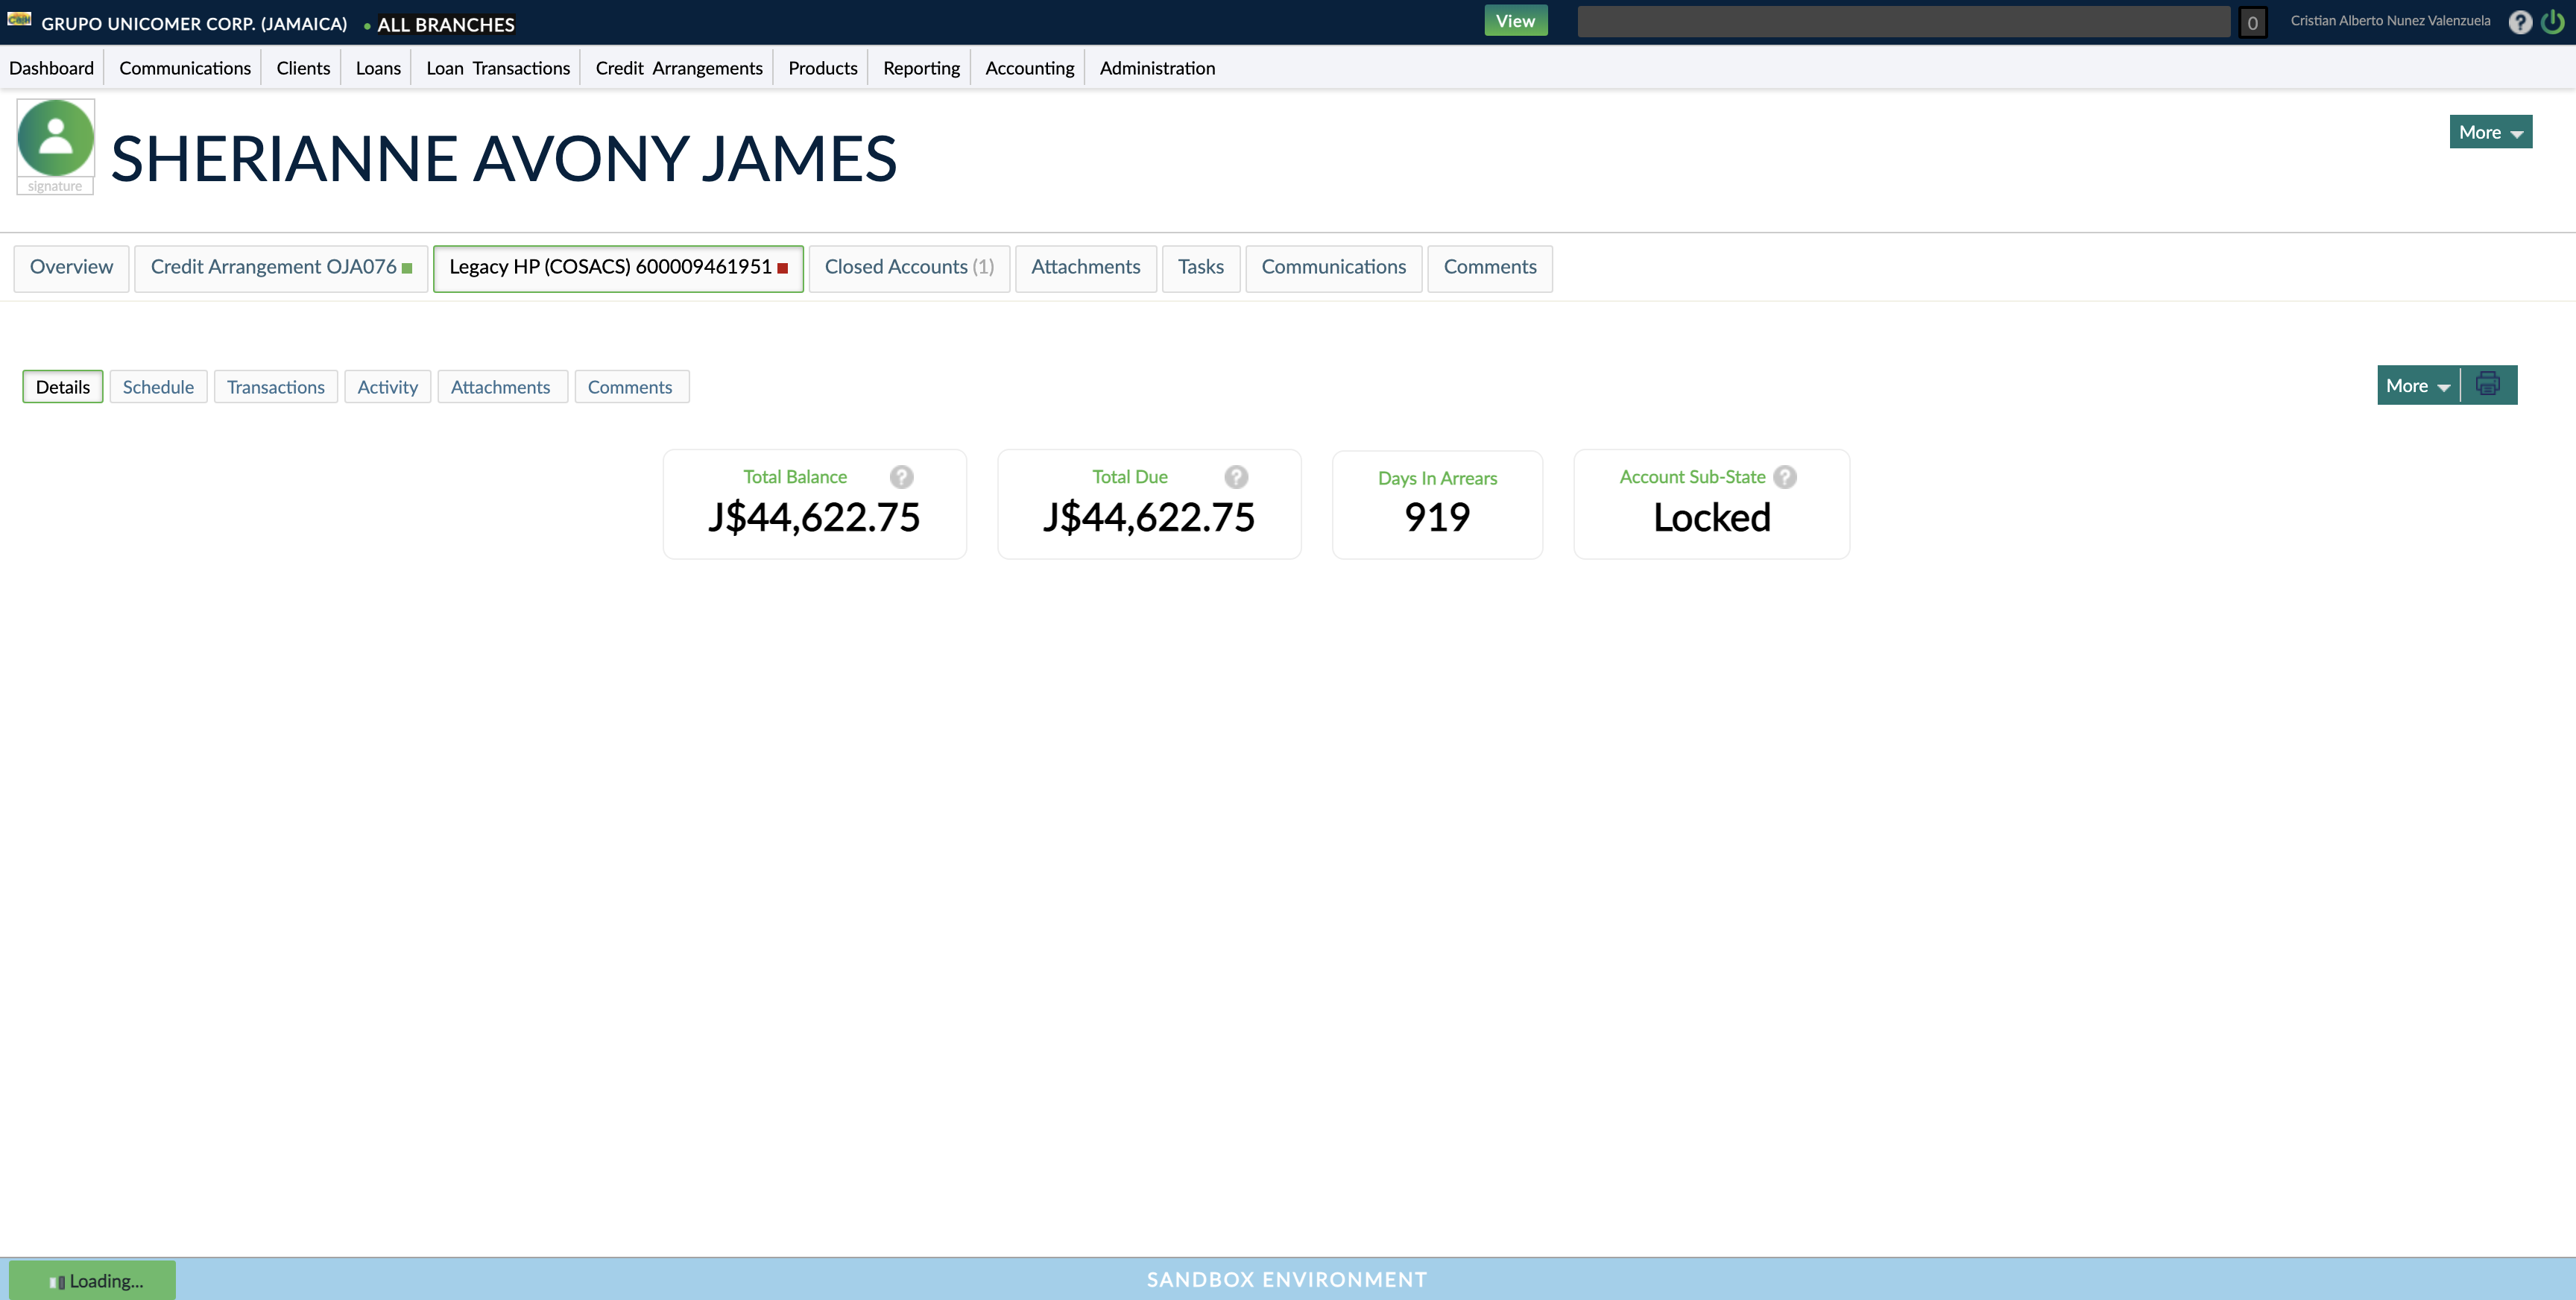 GRUPO UNICOMER CORP. (JAMAICA) • ALL BRANCHES View 0 Cristian Alberto Nunez Valenzuela ?
Dashboard Communications Clients Loans Loan Transactions Credit Arrangements Products Reporting Accounting Administration
signature
SHERIANNE AVONY JAMES
More
Overview Credit Arrangement OJA076 Legacy HP (COSACS) 600009461951 Closed Accounts (1) Attachments Tasks Communications Comments
Details Schedule Transactions Activity Attachments Comments More
Total Balance ? Total Due ? Days In Arrears Account Sub-State ?
J$44,622.75 J$44,622.75 919 Locked
Loading... SANDBOX ENVIRONMENT